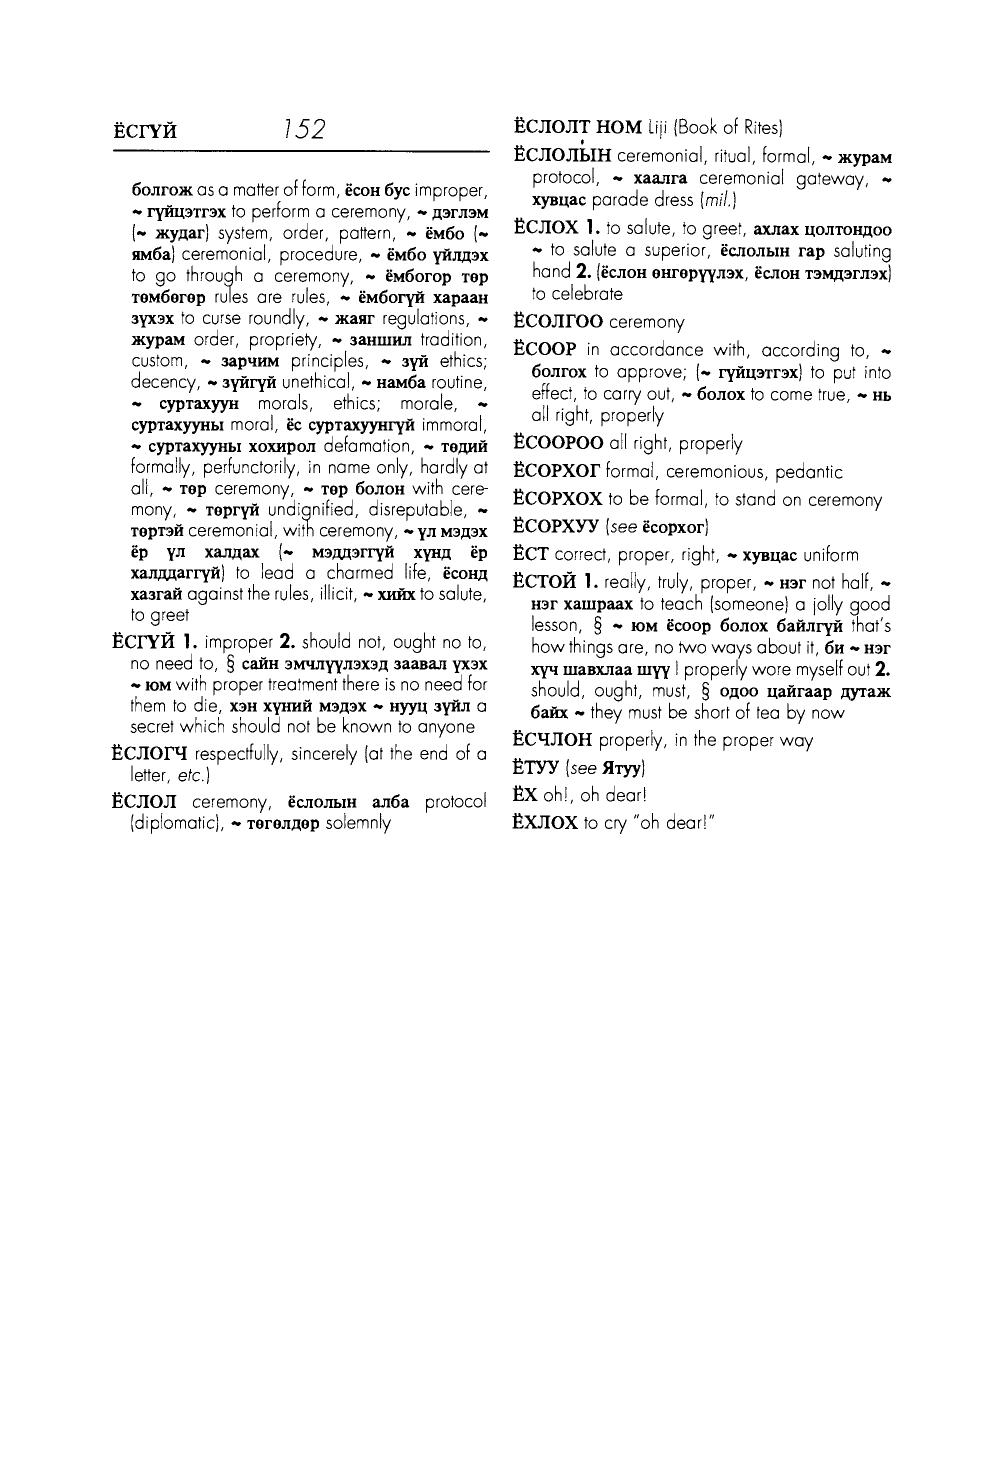 ЁСГҮЙ 152
болгож as a matter of form, ёсон бус improper,
~ гүйцэтгэх to perform a ceremony, ~ дэглэм
(~ жудаг) system, order, pattern, ~ ёмбо (~
ямба) ceremonial, procedure, ~ ёмбо үйлдэх
to go through a ceremony, ~ ёмбогор төр
төмбөгөр rules are rules, ~ ёмбогүй хараан
зүхэх to curse roundly, ~ жаяг regulations, ~
журам order, propriety, ~ заншил tradition,
custom, ~ зарчим principles, ~ зүй ethics;
decency, ~ зүйгүй unethical, ~ намба routine,
~ суртахуун morals, ethics; morale, ~
суртахууны moral, ёс суртахуунгүй immoral,
~ суртахууны хохирол defamation, ~ төдий
formally, perfunctorily, in name only, hardly at
all, ~ төр ceremony, ~ төр болон with cere-
mony, ~ төргүй undignified, disreputable, ~
төртэй ceremonial, with ceremony, ~ үл мэдэх
ёр үл халдах (~ мэддэггүй хүнд ёр
халддаггүй) to lead a charmed life, ёсонд
хазгай against the rules, illicit, ~ хийх to salute,
to greet
ЁСГҮЙ 1. improper 2. should not, ought no to,
no need to, § сайн эмчлүүлэхэд заавал үхэх
~ юм with proper treatment there is no need for
them to die, хэн хүний мэдэх ~ нууц зүйл a
secret which should not be known to anyone
ЁСЛОГЧ respectfully, sincerely (at the end of a
letter, etc.)
ЁСЛОЛ ceremony, ёслолын алба protocol
(diplomatic), ~ төгөлдөр solemnly
ЁСЛОЛТ НОМ Liji (Book of Rites)
ЁСЛОЛЫН ceremonial, ritual, formal, ~ журам
protocol, ~ хаалга ceremonial gateway, ~
хувцас parade dress (mil.)
ЁСЛОХ 1. to salute, to greet, ахлах цолтондоо
~ to salute a superior, ёслолын гар saluting
hand 2. (ёслон өнгөрүүлэх, ёслон тэмдэглэх)
to celebrate
ЁСОЛГОО ceremony
ЁСООР in accordance with, according to, ~
болгох to approve; (~ гүйцэтгэх) to put into
effect, to carry out, ~ болох to come true, ~ нь
all right, properly
ЁСООРОО all right, properly
ЁСОРХОГ formal, ceremonious, pedantic
ЁСОРХОХ to be formal, to stand on ceremony
ЁСОРХУУ (see ёсорхог)
ЁСТ correct, proper, right, ~ хувцас uniform
ЁСТОЙ 1. really, truly, proper, ~ нэг not half, ~
нэг хашраах to teach (someone) a jolly good
lesson, § ~ юм ёсоор болох байлгүй that's
how things are, no two ways about it, би ~ нэг
хүч шавхлаа шүү I properly wore myself out 2.
should, ought, must, § одоо цайгаар дутаж
байх ~ they must be short of tea by now
ЁСЧЛОН properly, in the proper way
ЁТУУ (see Ятуу)
ЁХ oh!, oh dear!
ЁХЛОХ to cry "oh dear!"